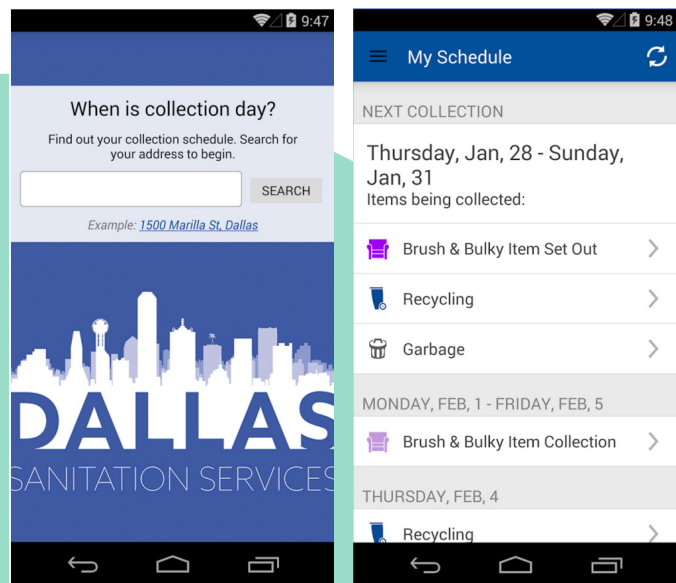 9:47
When is collection day?
Find out your collection schedule. Search for
your address to begin.
SEARCH
Example: 1500 Marilla St, Dallas
DALLAS
SANITATION SERVICES
9:48
My Schedule
NEXT COLLECTION
Thursday, Jan, 28 - Sunday,
Jan, 31
Items being collected:
Brush & Bulky Item Set Out
Recycling
Garbage
MONDAY, FEB, 1 - FRIDAY, FEB, 5
Brush & Bulky Item Collection
THURSDAY, FEB, 4
Recycling